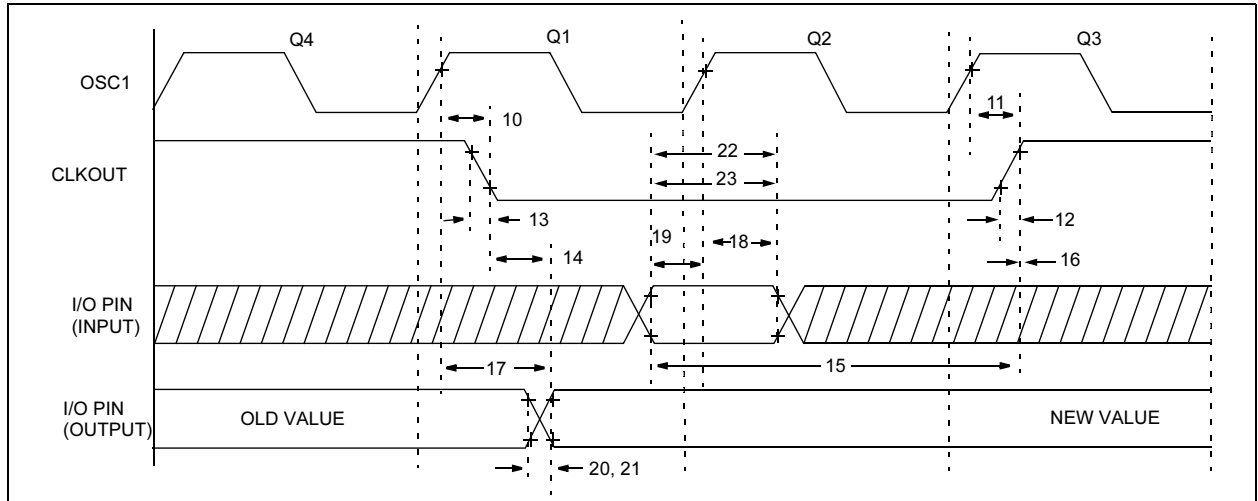 Q4 Q1 Q2 Q3
OSC1
10 11
22
CLKOUT
23
13 12
19 18
14 16
I/O PIN
(INPUT)
17 15
I/O PIN
(OUTPUT)
OLD VALUE NEW VALUE
20, 21